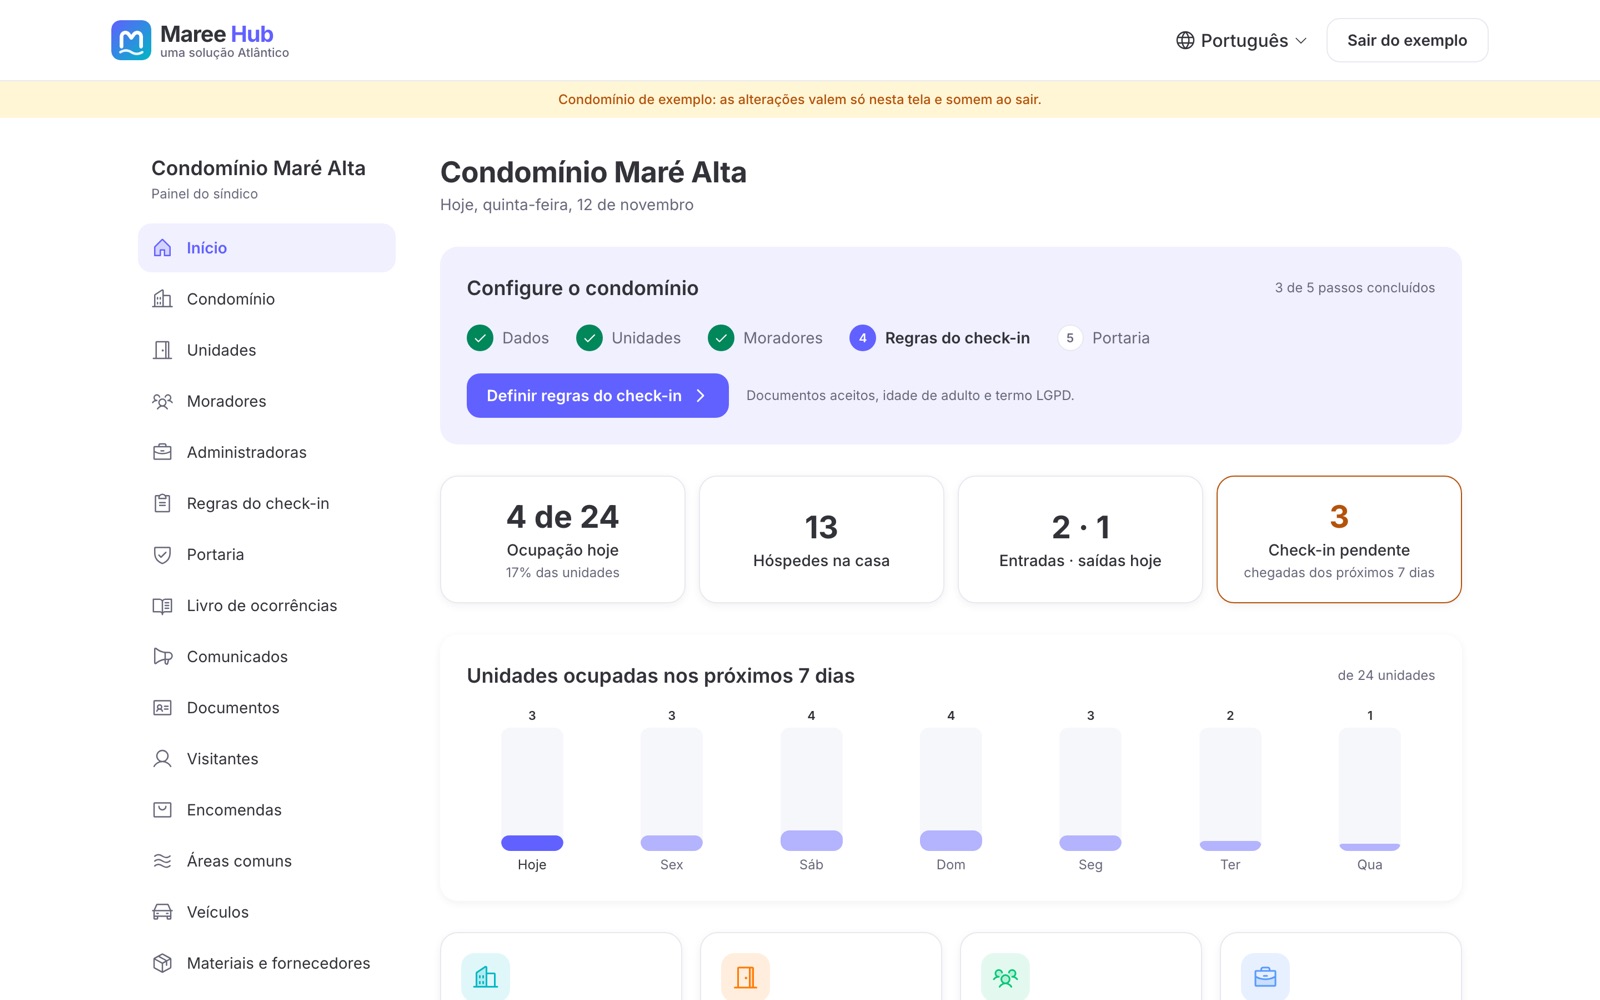 Maree Hub
uma solução Atlântico
Português
Sair do exemplo
Condomínio de exemplo: as alterações valem só nesta tela e somem ao sair.
Condomínio Maré Alta
Painel do síndico
Início
Condomínio
Unidades
Moradores
Administradoras
Regras do check-in
Portaria
Livro de ocorrências
Comunicados
Documentos
Visitantes
Encomendas
Áreas comuns
Veículos
Materiais e fornecedores
Condomínio Maré Alta
Hoje, quinta-feira, 12 de novembro
Configure o condomínio
3 de 5 passos concluídos
Dados
Unidades
Moradores
4 Regras do check-in
5 Portaria
Definir regras do check-in
Documentos aceitos, idade de adulto e termo LGPD.
4 de 24
Ocupação hoje
17% das unidades
13
Hóspedes na casa
2 · 1
Entradas · saídas hoje
3
Check-in pendente
chegadas dos próximos 7 dias
Unidades ocupadas nos próximos 7 dias
de 24 unidades
3 3 4 4 3 2 1
Hoje Sex Sáb Dom Seg Ter Qua